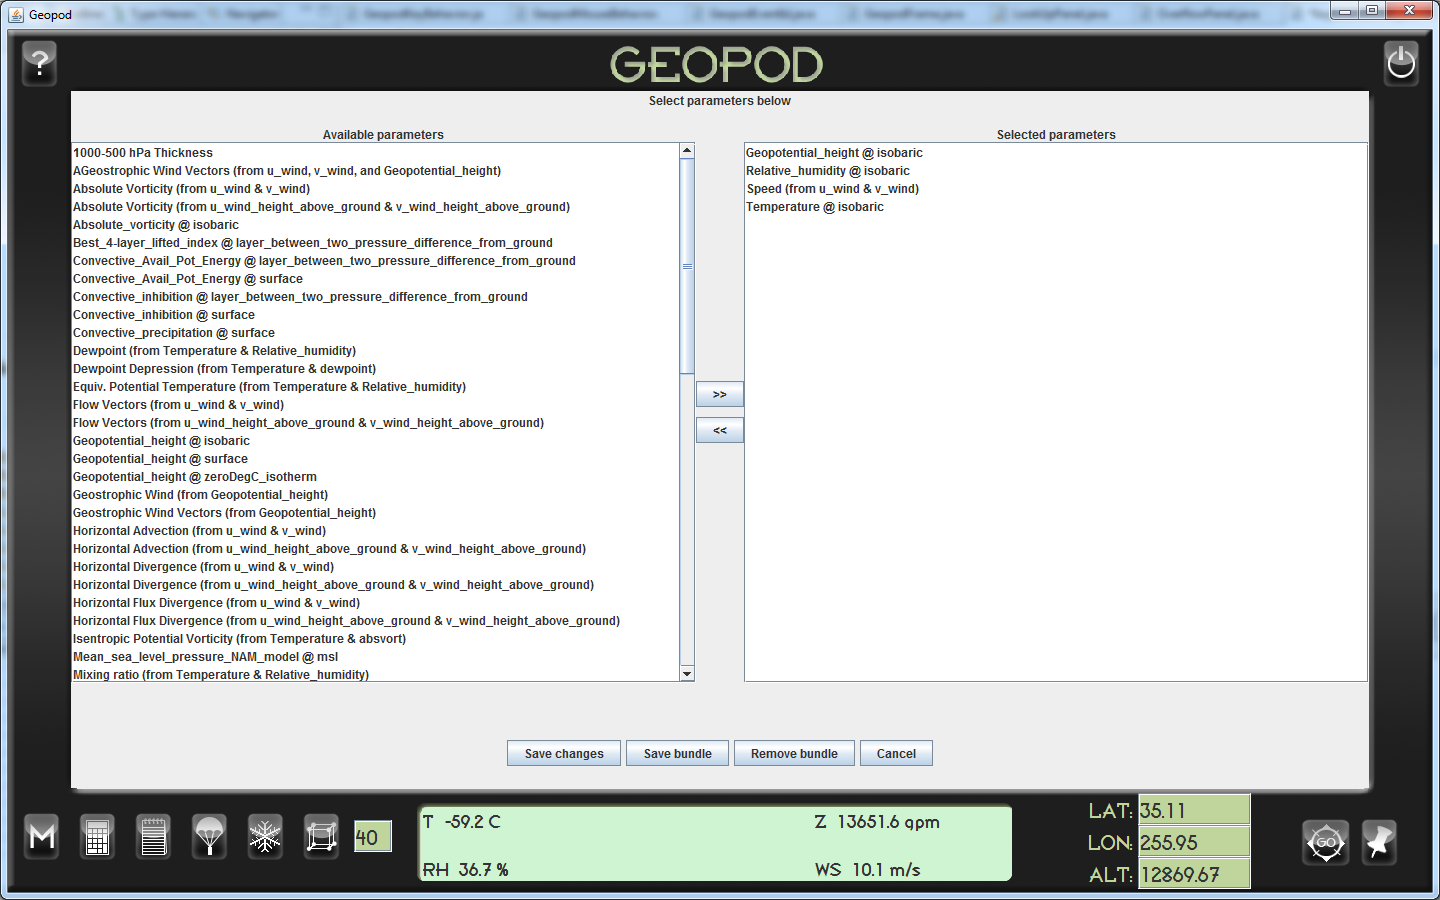 Geopod
?
GEOPOD
Select parameters below
Available parameters
Selected parameters
1000-500 hPa Thickness
AGeostrophic Wind Vectors (from u_wind, v_wind, and Geopotential_height)
Absolute Vorticity (from u_wind & v_wind)
Absolute Vorticity (from u_wind_height_above_ground & v_wind_height_above_ground)
Absolute_vorticity @ isobaric
Best_4-layer_lifted_index @ layer_between_two_pressure_difference_from_ground
Convective_Avail_Pot_Energy @ layer_between_two_pressure_difference_from_ground
Convective_Avail_Pot_Energy @ surface
Convective_inhibition @ layer_between_two_pressure_difference_from_ground
Convective_inhibition @ surface
Convective_precipitation @ surface
Dewpoint (from Temperature & Relative_humidity)
Dewpoint Depression (from Temperature & dewpoint)
Equiv. Potential Temperature (from Temperature & Relative_humidity)
Flow Vectors (from u_wind & v_wind)
Flow Vectors (from u_wind_height_above_ground & v_wind_height_above_ground)
Geopotential_height @ isobaric
Geopotential_height @ surface
Geopotential_height @ zeroDegC_isotherm
Geostrophic Wind (from Geopotential_height)
Geostrophic Wind Vectors (from Geopotential_height)
Horizontal Advection (from u_wind & v_wind)
Horizontal Advection (from u_wind_height_above_ground & v_wind_height_above_ground)
Horizontal Divergence (from u_wind & v_wind)
Horizontal Divergence (from u_wind_height_above_ground & v_wind_height_above_ground)
Horizontal Flux Divergence (from u_wind & v_wind)
Horizontal Flux Divergence (from u_wind_height_above_ground & v_wind_height_above_ground)
Isentropic Potential Vorticity (from Temperature & absvort)
Mean_sea_level_pressure_NAM_model @ msl
Mixing ratio (from Temperature & Relative_humidity)
>>
<<
Geopotential_height @ isobaric
Relative_humidity @ isobaric
Speed (from u_wind & v_wind)
Temperature @ isobaric
Save changes
Save bundle
Remove bundle
Cancel
M
40
T -59.2 C
Z 13651.6 gpm
RH 36.7 %
WS 10.1 m/s
LAT: 35.11
LON: 255.95
ALT: 12869.67
GO